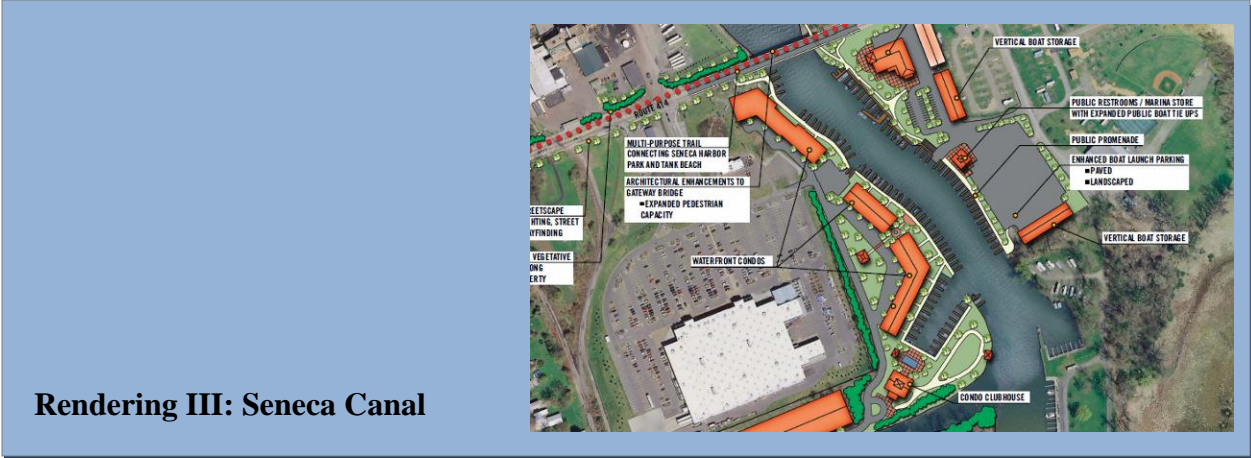 VERTICAL BOAT STORAGE
PUBLIC RESTROOMS / MARINA STORE
WITH EXPANDED PUBLIC BOAT TIE UPS
PUBLIC PROMENADE
ENHANCED BOAT LAUNCH PARKING
■PAVED
■LANDSCAPED
ROUTE 414
MULTI-PURPOSE TRAIL
CONNECTING SENECA HARBOR
PARK AND TANK BEACH
ARCHITECTURAL ENHANCEMENTS TO
GATEWAY BRIDGE
■EXPANDED PEDESTRIAN
CAPACITY
REETSCAPE
HTING, STREET
AYFINDING
VEGETATIVE
ONG
ERTY
WATERFRONT CONDOS
VERTICAL BOAT STORAGE
CONDO CLUBHOUSE
Rendering III: Seneca Canal